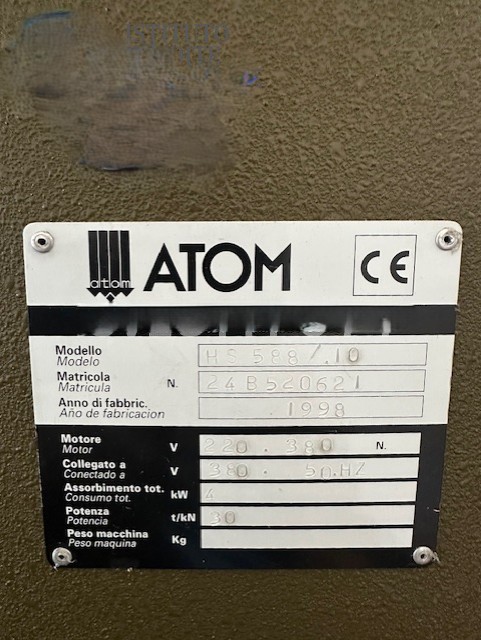 atom ATOM CE
Modello HS 588/.10
Modelo
Matricola N. 24B520621
Matricula
Anno di fabbric. 1998
Año de fabricacion
Motore V 220. 380 N.
Motor
Collegato a V 380. 50.HZ
Conectado a
Assorbimento tot. kW 4
Consumo tot.
Potenza t/kN 30
Potencia
Peso macchina Kg
Peso maquina